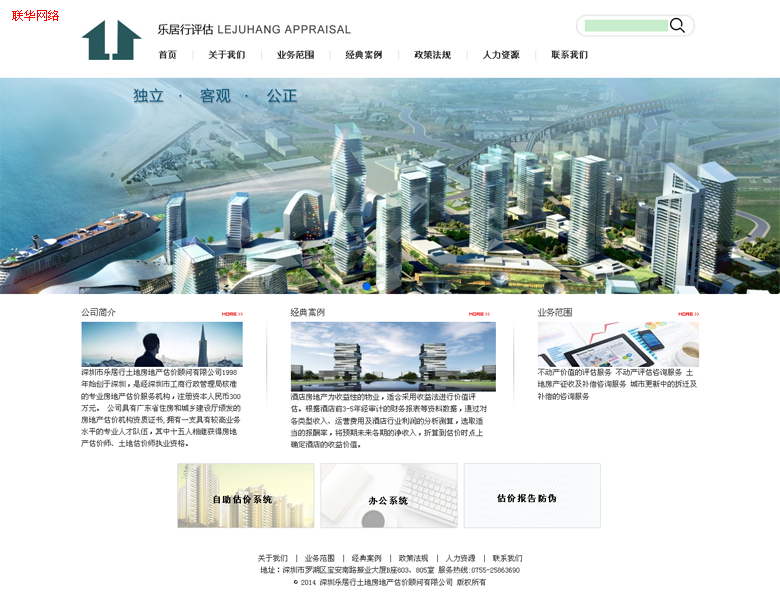 联华网络
乐居行评估 LEJUHANG APPRAISAL
首页 关于我们 业务范围 经典案例 政策法规 人力资源 联系我们
独立 · 客观 · 公正
公司简介 HOME >>
深圳市乐居行土地房地产估价顾问有限公司1998
年始创于深圳，是经深圳市工商行政管理局核准
的专业房地产估价服务机构，注册资本人民币300
万元。 公司具有广东省住房和城乡建设厅颁发的
房地产估价机构资质证书, 拥有一支具有较高业务
水平的专业人才队伍，其中十五人精能获得房地
产估价师、土地估价师执业资格。
经典案例 HOME >>
酒店房地产为收益性的物业，适合采用收益法进行价值评
估。根据酒店前3-5年经审计的财务报表等资料数据，通过对
各类型收入、运营费用及酒店行业利润的分析测算，选取适
当的报酬率，将预期未来各期的净收入，折算到估价时点上
确定酒店的收益价值。
业务范围 HOME >>
不动产价值的评估服务 不动产评估咨询服务 土
地房产征收及补偿咨询服务 城市更新中的拆迁及
补偿的咨询服务
自助估价系统
办公系统
估价报告防伪
关于我们 | 业务范围 | 经典案例 | 政策法规 | 人力资源 | 联系我们
地址：深圳市罗湖区宝安南路振业大厦B座803、805室 服务热线:0755-25863690
© 2014 深圳乐居行土地房地产估价顾问有限公司 版权所有